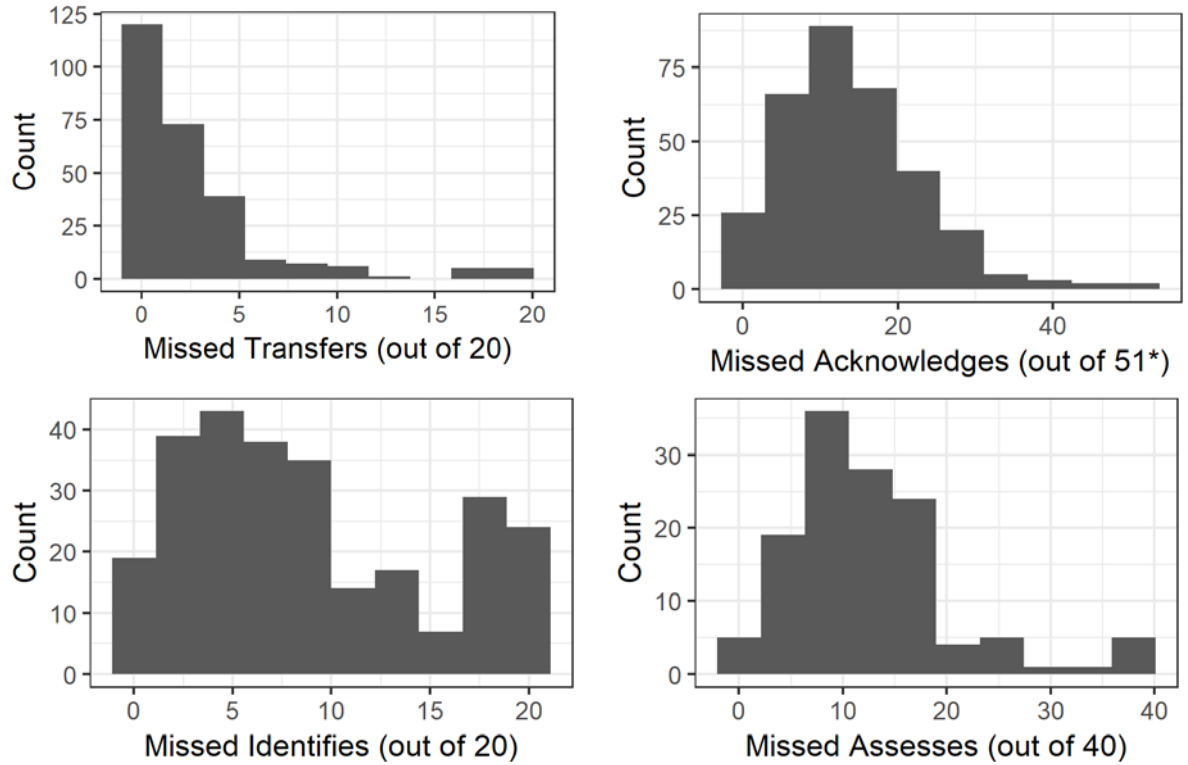 125
100
75
50
25
0
Count
0 5 10 15 20
Missed Transfers (out of 20)
75
50
25
0
Count
0 20 40
Missed Acknowledges (out of 51*)
40
30
20
10
0
Count
0 5 10 15 20
Missed Identifies (out of 20)
30
20
10
0
Count
0 10 20 30 40
Missed Assesses (out of 40)